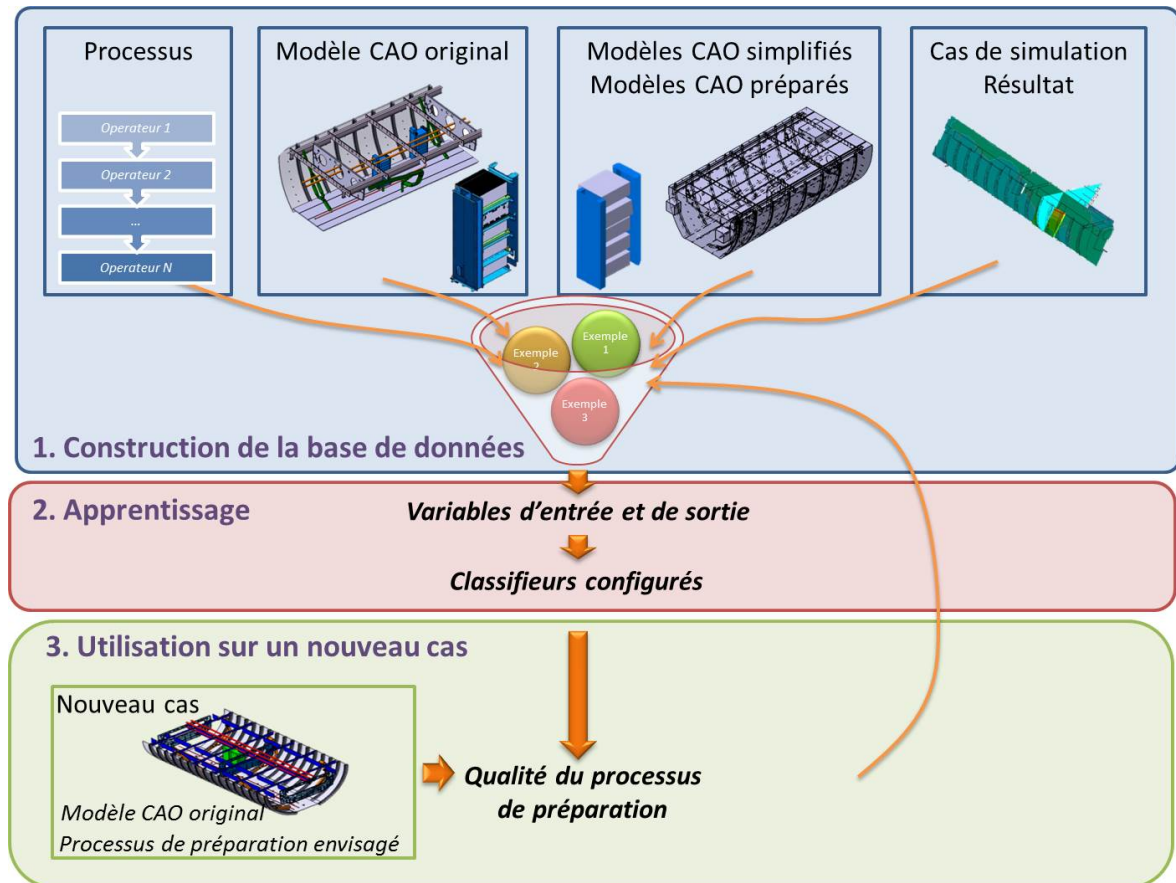 Processus
Operateur 1
Operateur 2
...
Operateur N
Modèle CAO original
Modèles CAO simplifiés
Modèles CAO préparés
Cas de simulation
Résultat
Exemple
1
Exemple
2
Exemple
3
1. Construction de la base de données
2. Apprentissage
Variables d'entrée et de sortie
Classifieurs configurés
3. Utilisation sur un nouveau cas
Nouveau cas
Modèle CAO original
Processus de préparation envisagé
Qualité du processus
de préparation